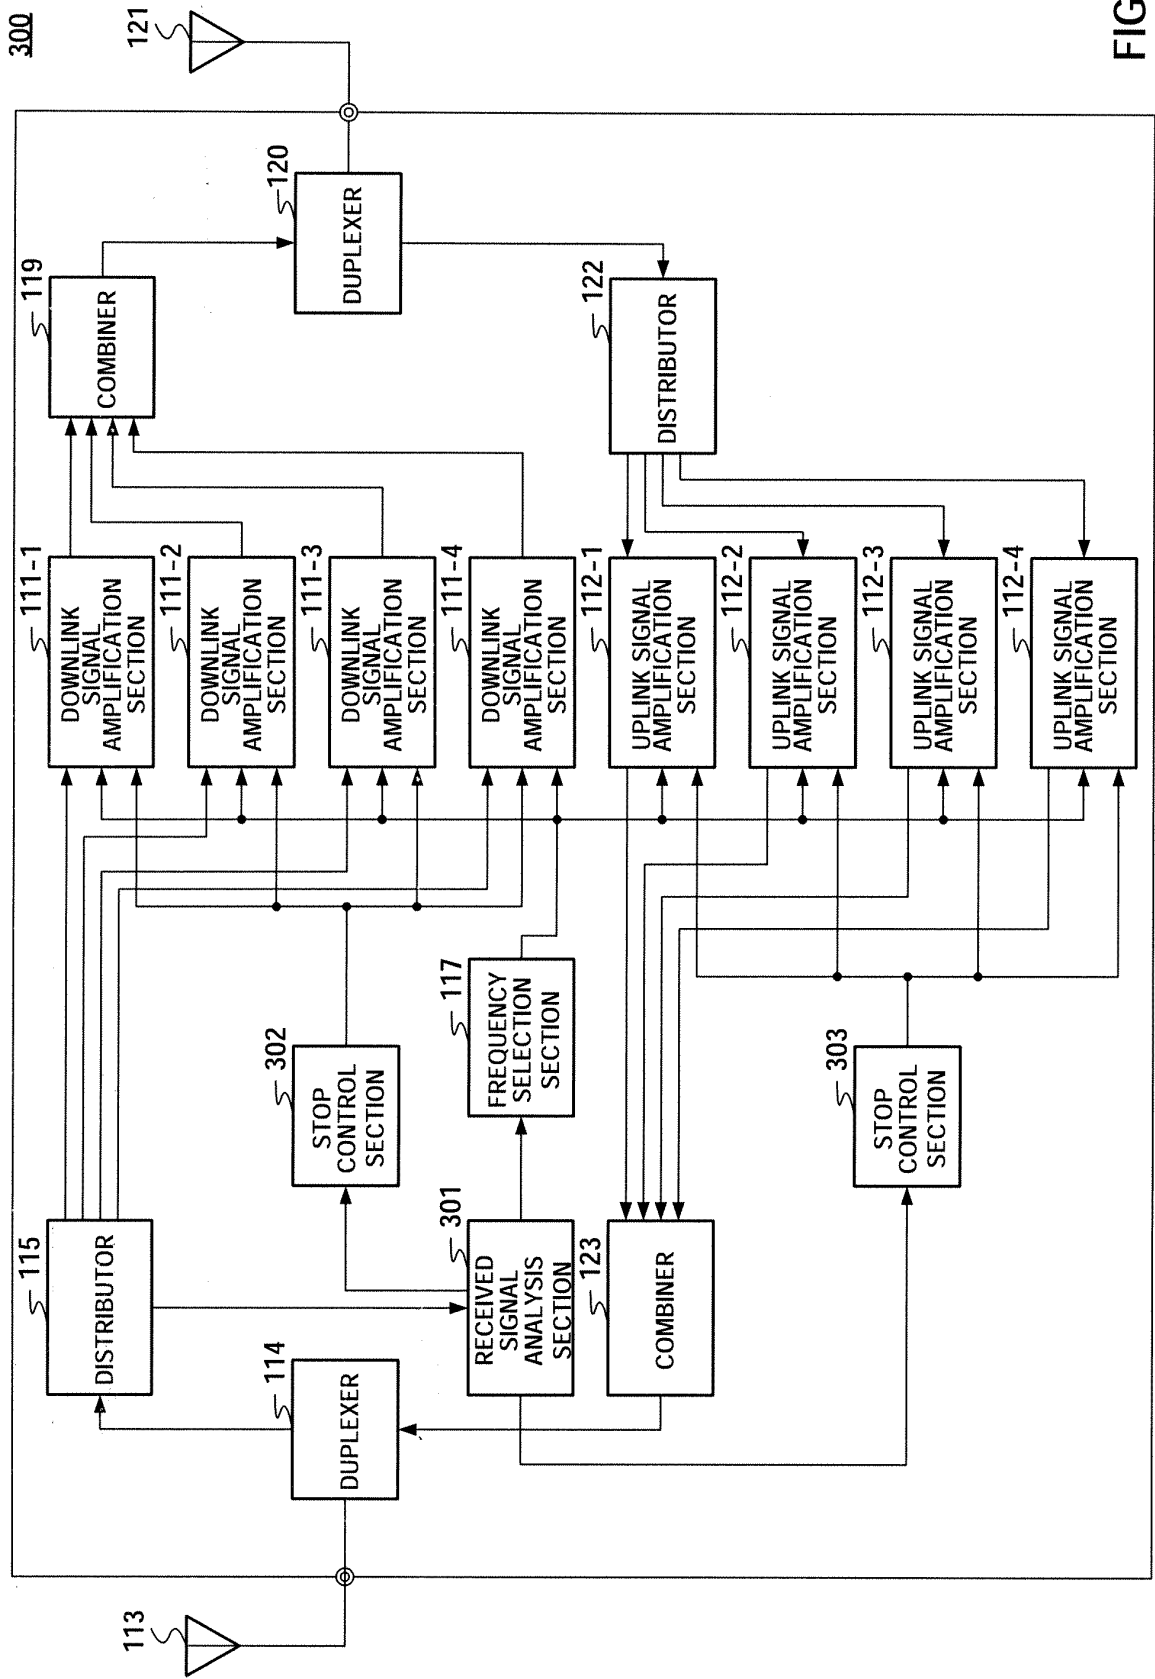 300
121
113
FIG
115
DISTRIBUTOR
114
DUPLEXER
302
STOP
CONTROL
SECTION
301
RECEIVED
SIGNAL
ANALYSIS
SECTION
117
FREQUENCY
SELECTION
SECTION
123
COMBINER
303
STOP
CONTROL
SECTION
111-1
DOWNLINK
SIGNAL
AMPLIFICATION
SECTION
111-2
DOWNLINK
SIGNAL
AMPLIFICATION
SECTION
111-3
DOWNLINK
SIGNAL
AMPLIFICATION
SECTION
111-4
DOWNLINK
SIGNAL
AMPLIFICATION
SECTION
112-1
UPLINK SIGNAL
AMPLIFICATION
SECTION
112-2
UPLINK SIGNAL
AMPLIFICATION
SECTION
112-3
UPLINK SIGNAL
AMPLIFICATION
SECTION
112-4
UPLINK SIGNAL
AMPLIFICATION
SECTION
119
COMBINER
120
DUPLEXER
122
DISTRIBUTOR